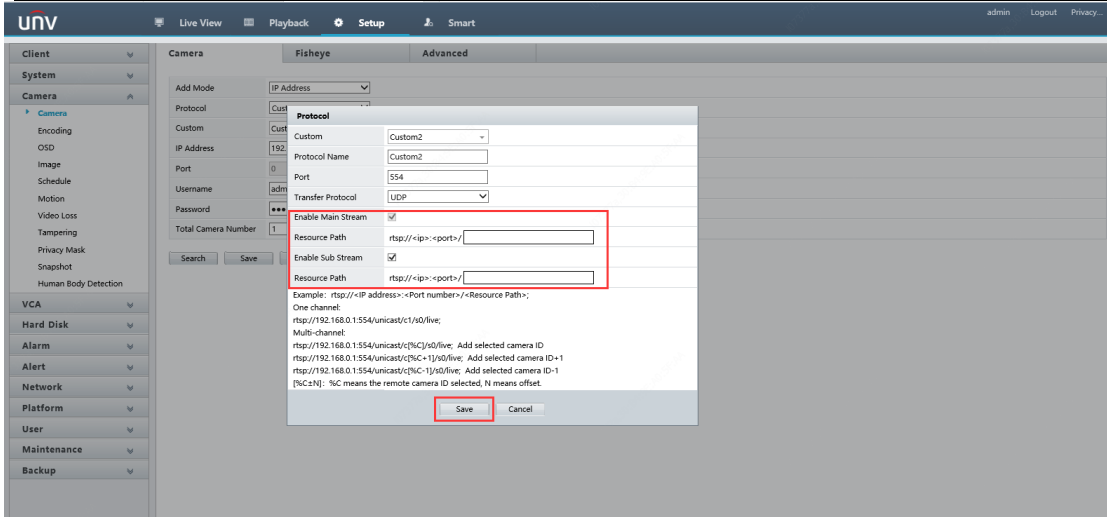 unv Live View Playback Setup Smart admin Logout Privacy...
Client
System
Camera
Camera
Encoding
OSD
Image
Schedule
Motion
Video Loss
Tampering
Privacy Mask
Snapshot
Human Body Detection
VCA
Hard Disk
Alarm
Alert
Network
Platform
User
Maintenance
Backup
Camera Fisheye Advanced
Add Mode IP Address
Protocol Cust
Custom Cust
IP Address 192.
Port 0
Username adm
Password
Total Camera Number 1
Search Save
Protocol
Custom Custom2
Protocol Name Custom2
Port 554
Transfer Protocol UDP
Enable Main Stream
Resource Path rtsp://<ip>:<port>/
Enable Sub Stream
Resource Path rtsp://<ip>:<port>/
Example: rtsp://<IP address>:<Port number>/<Resource Path>;
One channel:
rtsp://192.168.0.1:554/unicast/c1/s0/live;
Multi-channel:
rtsp://192.168.0.1:554/unicast/c[%C]/s0/live; Add selected camera ID
rtsp://192.168.0.1:554/unicast/c[%C+1]/s0/live; Add selected camera ID+1
rtsp://192.168.0.1:554/unicast/c[%C-1]/s0/live; Add selected camera ID-1
[%C±N]: %C means the remote camera ID selected, N means offset.
Save Cancel